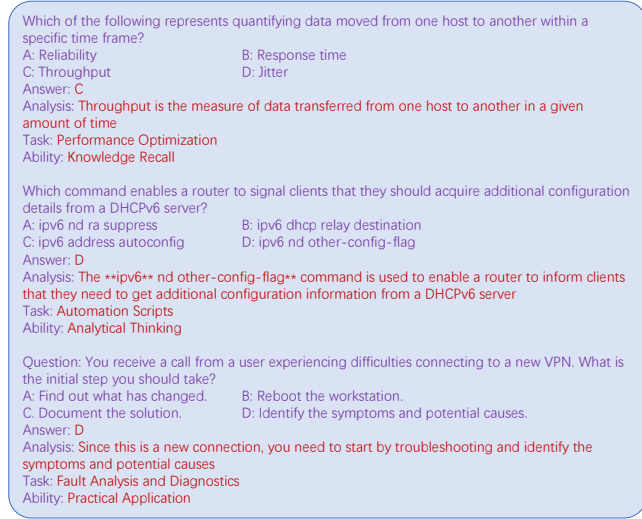 Which of the following represents quantifying data moved from one host to another within a
specific time frame?
A: Reliability B: Response time
C: Throughput D: Jitter
Answer: C
Analysis: Throughput is the measure of data transferred from one host to another in a given
amount of time
Task: Performance Optimization
Ability: Knowledge Recall
Which command enables a router to signal clients that they should acquire additional configuration
details from a DHCPv6 server?
A: ipv6 nd ra suppress B: ipv6 dhcp relay destination
C: ipv6 address autoconfig D: ipv6 nd other-config-flag
Answer: D
Analysis: The **ipv6** nd other-config-flag** command is used to enable a router to inform clients
that they need to get additional configuration information from a DHCPv6 server
Task: Automation Scripts
Ability: Analytical Thinking
Question: You receive a call from a user experiencing difficulties connecting to a new VPN. What is
the initial step you should take?
A: Find out what has changed. B: Reboot the workstation.
C. Document the solution. D: Identify the symptoms and potential causes.
Answer: D
Analysis: Since this is a new connection, you need to start by troubleshooting and identify the
symptoms and potential causes
Task: Fault Analysis and Diagnostics
Ability: Practical Application